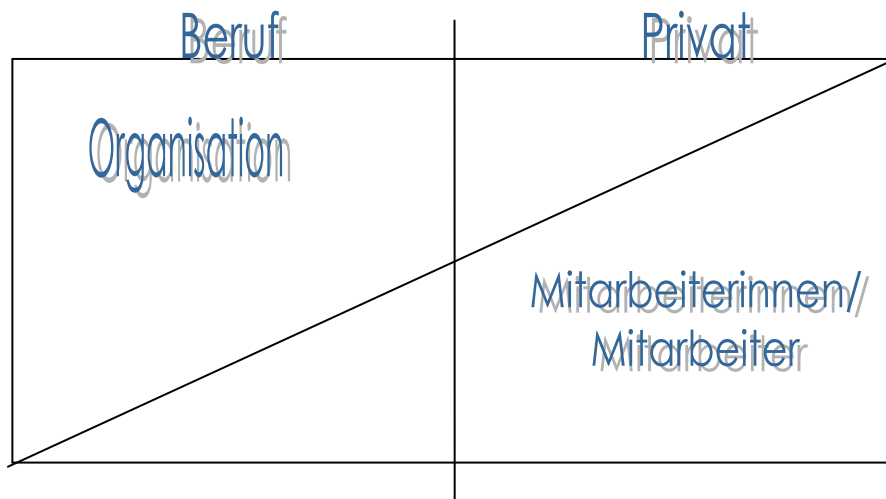 Beruf
Privat
Organisation
Mitarbeiterinnen/
Mitarbeiter